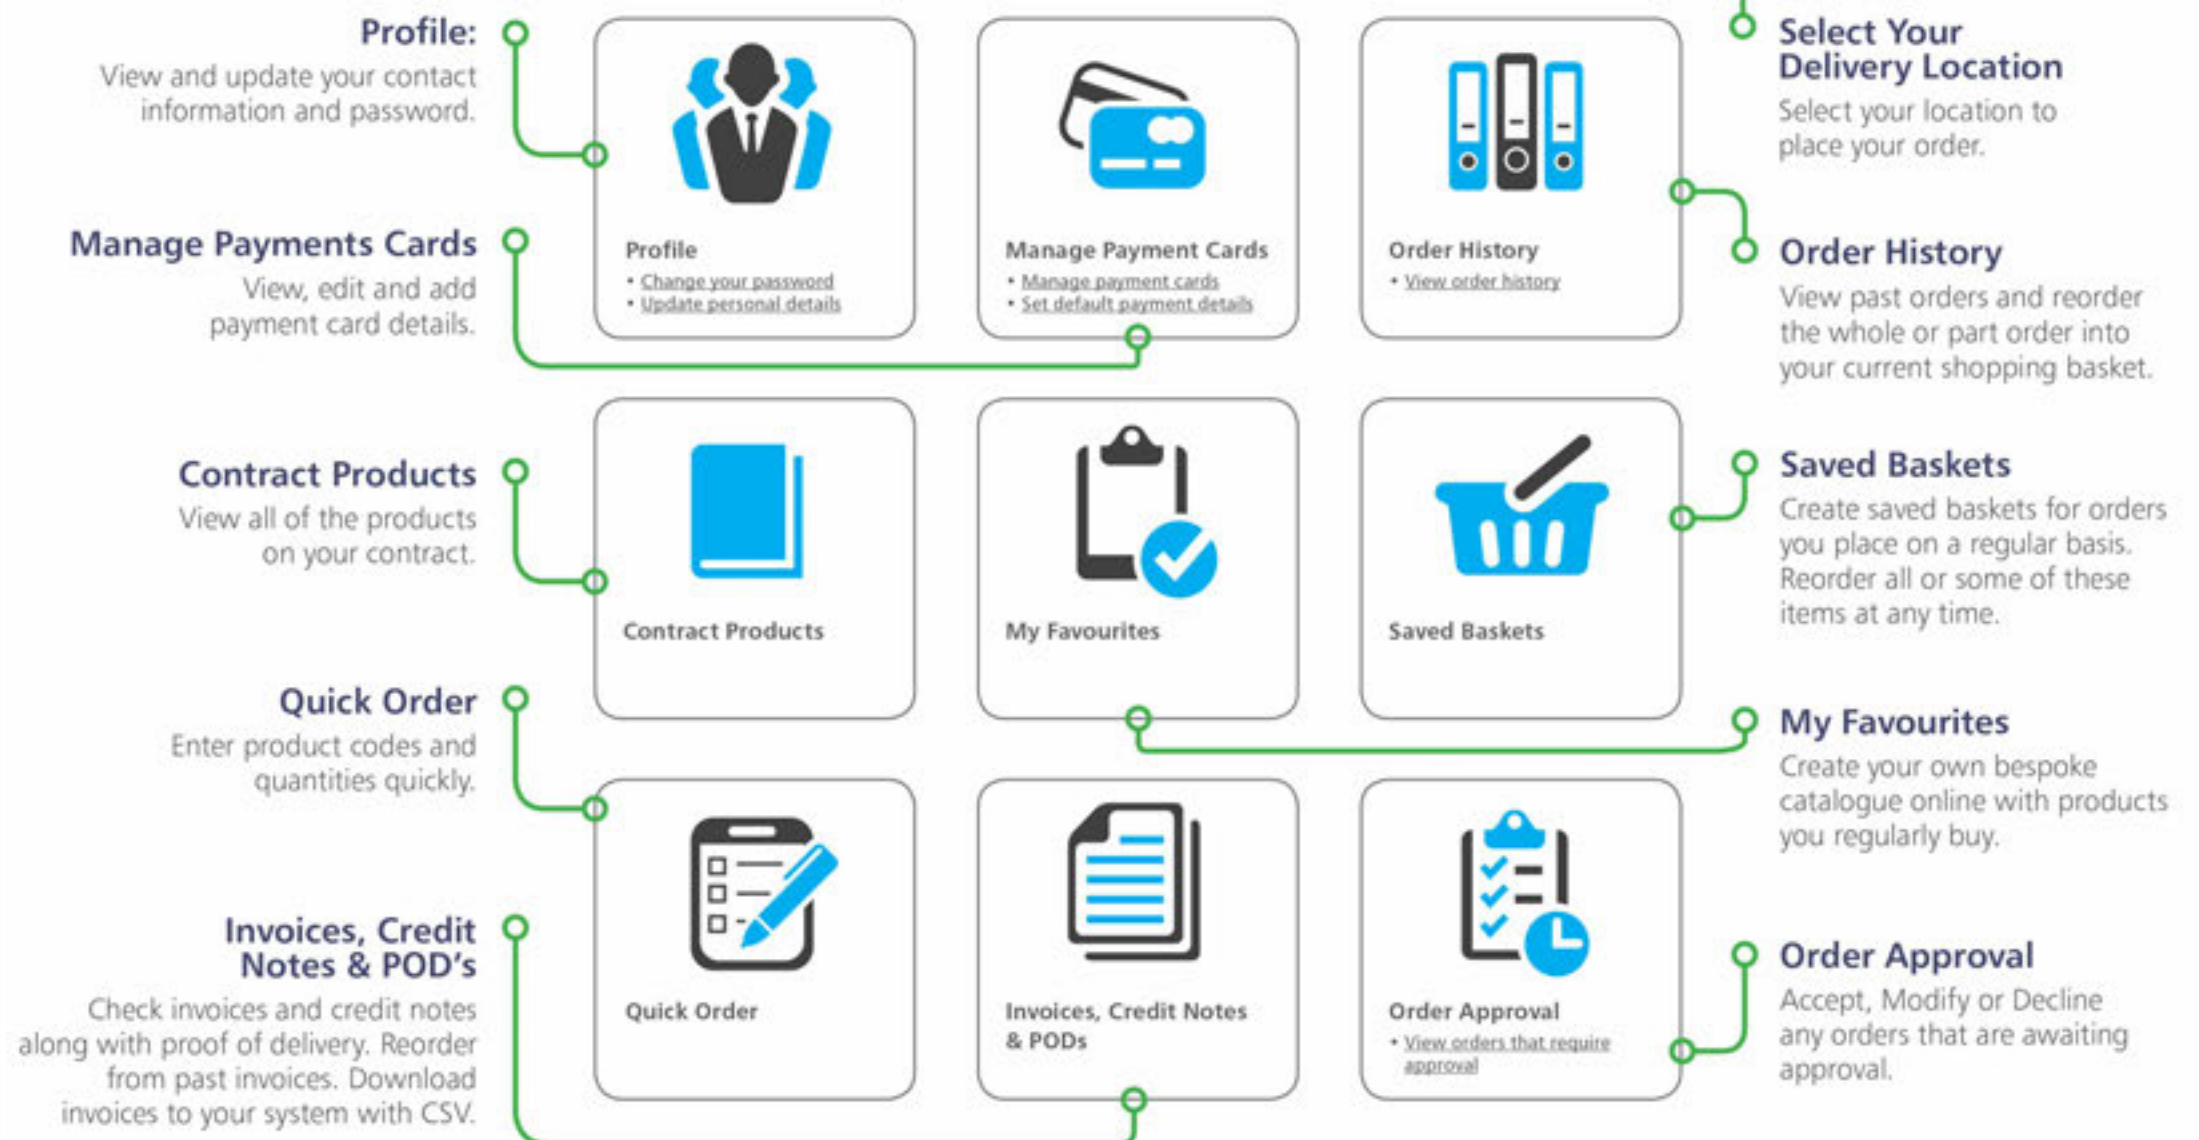 Profile:
View and update your contact
information and password.
Manage Payments Cards
View, edit and add
payment card details.
Contract Products
View all of the products
on your contract.
Quick Order
Enter product codes and
quantities quickly.
Invoices, Credit
Notes & POD's
Check invoices and credit notes
along with proof of delivery. Reorder
from past invoices. Download
invoices to your system with CSV.
Profile
• Change your password
• Update personal details
Manage Payment Cards
• Manage payment cards
• Set default payment details
Order History
• View order history
Contract Products
My Favourites
Saved Baskets
Quick Order
Invoices, Credit Notes
& PODs
Order Approval
• View orders that require
approval
Select Your
Delivery Location
Select your location to
place your order.
Order History
View past orders and reorder
the whole or part order into
your current shopping basket.
Saved Baskets
Create saved baskets for orders
you place on a regular basis.
Reorder all or some of these
items at any time.
My Favourites
Create your own bespoke
catalogue online with products
you regularly buy.
Order Approval
Accept, Modify or Decline
any orders that are awaiting
approval.